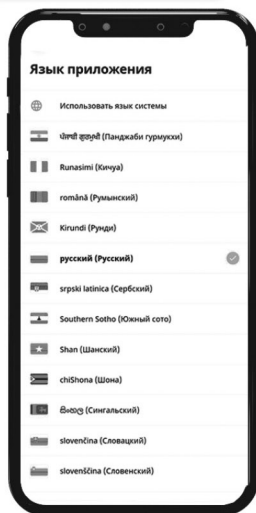 Язык приложения
Использовать язык системы
ਪੰਜਾਬੀ ਗੁਰਮੁਖੀ (Панджаби гурмукхи)
Runasimi (Кичуа)
română (Румынский)
Kirundi (Рунди)
русский (Русский)
srpski latinica (Сербский)
Southern Sotho (Южный сото)
Shan (Шанский)
chiShona (Шона)
සිංහල (Сингальский)
slovenčina (Словацкий)
slovenščina (Словенский)